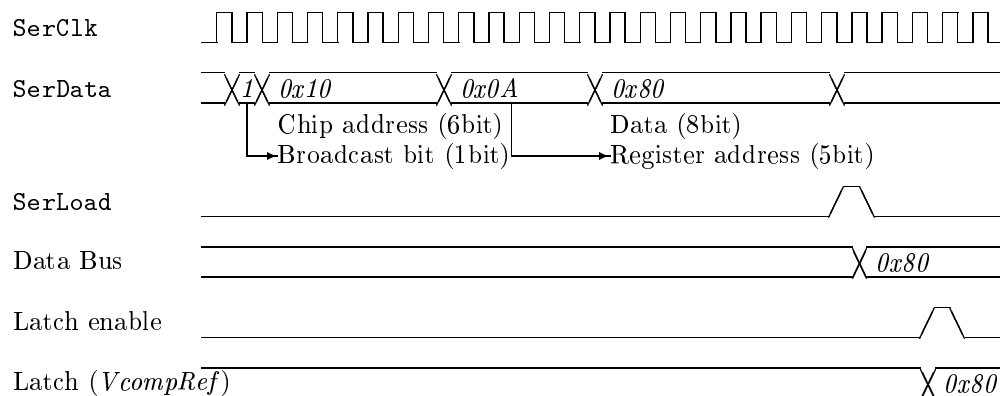 SerClk
SerData 1 0x10 0x0A 0x80
Chip address (6bit) Data (8bit)
Broadcast bit (1bit) Register address (5bit)
SerLoad
Data Bus 0x80
Latch enable
Latch (VcompRef) 0x80